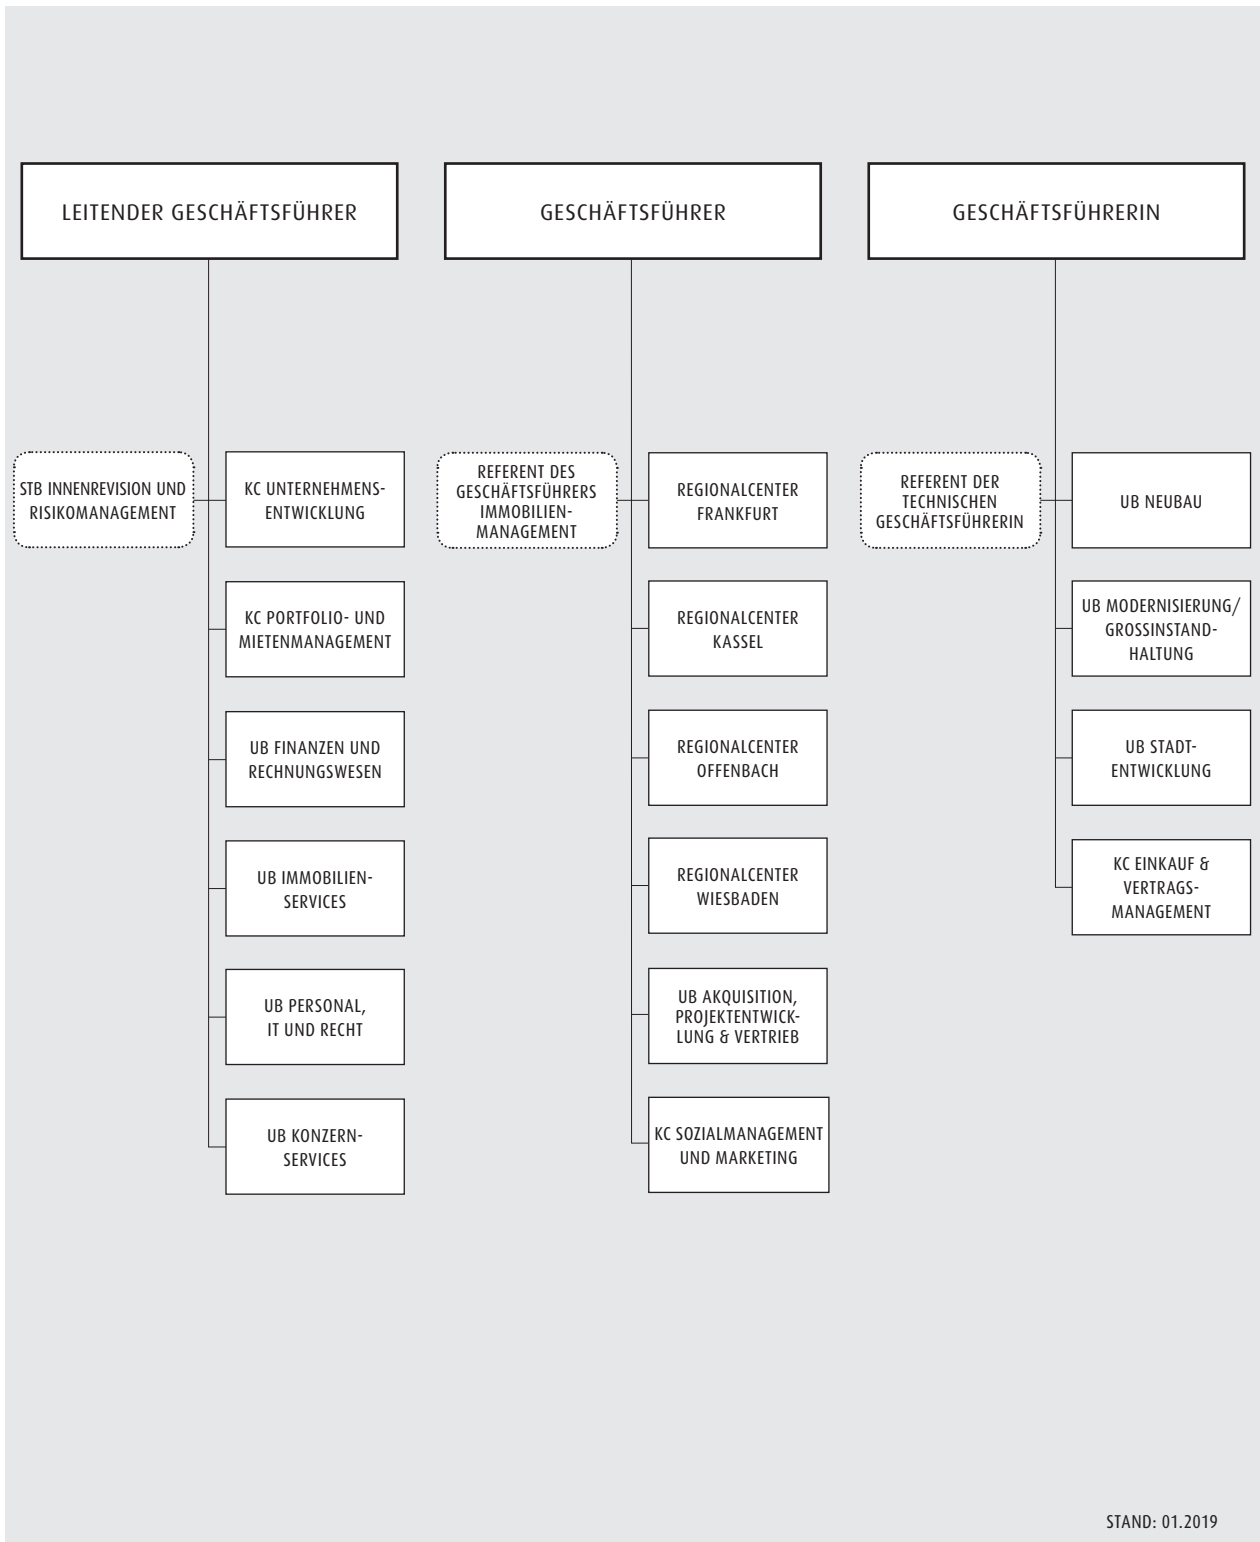 LEITENDER GESCHÄFTSFÜHRER
STB INNENREVISION UND
RISIKOMANAGEMENT
KC UNTERNEHMENS-
ENTWICKLUNG
KC PORTFOLIO- UND
MIETENMANAGEMENT
UB FINANZEN UND
RECHNUNGSWESEN
UB IMMOBILIEN-
SERVICES
UB PERSONAL,
IT UND RECHT
UB KONZERN-
SERVICES
GESCHÄFTSFÜHRER
REFERENT DES
GESCHÄFTSFÜHRERS
IMMOBILIEN-
MANAGEMENT
REGIONALCENTER
FRANKFURT
REGIONALCENTER
KASSEL
REGIONALCENTER
OFFENBACH
REGIONALCENTER
WIESBADEN
UB AKQUISITION,
PROJEKTENTWICK-
LUNG & VERTRIEB
KC SOZIALMANAGEMENT
UND MARKETING
GESCHÄFTSFÜHRERIN
REFERENT DER
TECHNISCHEN
GESCHÄFTSFÜHRERIN
UB NEUBAU
UB MODERNISIERUNG/
GROSSINSTAND-
HALTUNG
UB STADT-
ENTWICKLUNG
KC EINKAUF &
VERTRAGS-
MANAGEMENT
STAND: 01.2019